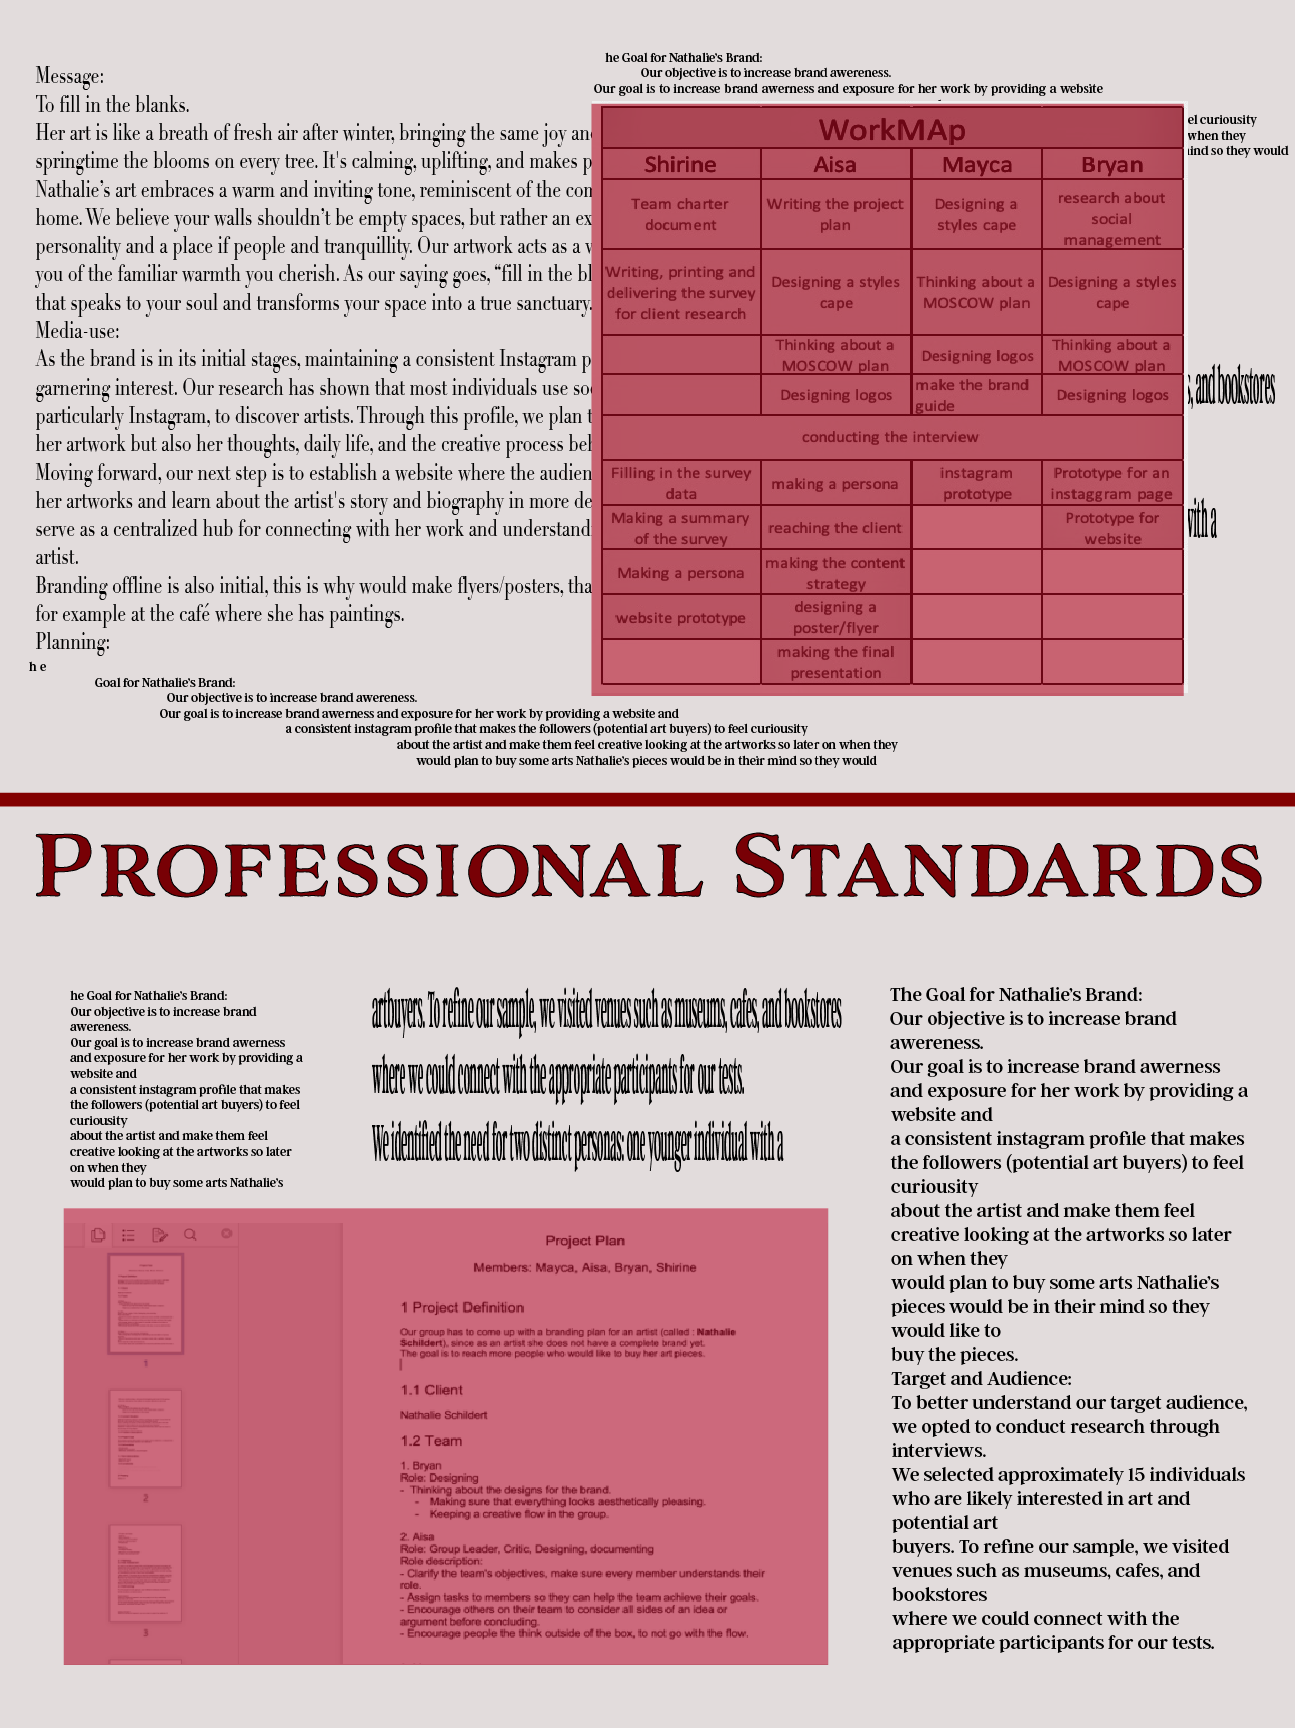 Message:
To fill in the blanks.
Her art is like a breath of fresh air after winter, bringing the same joy and
springtime the blooms on every tree. It's calming, uplifting, and makes
Nathalie's art embraces a warm and inviting tone, reminiscent of the
home. We believe your walls shouldn't be empty spaces, but rather an
personality and a place if people and tranquillity. Our artwork acts as a
you of the familiar warmth you cherish. As our saying goes, “fill in the
that speaks to your soul and transforms your space into a true sanctuary.
Media-use:
As the brand is in its initial stages, maintaining a consistent Instagram
garnering interest. Our research has shown that most individuals use
particularly Instagram, to discover artists. Through this profile, we plan
her artwork but also her thoughts, daily life, and the creative process
Moving forward, our next step is to establish a website where the
her artworks and learn about the artist's story and biography in more
serve as a centralized hub for connecting with her work and
artist.
Branding offline is also initial, this is why would make flyers/posters,
for example at the café where she has paintings.
Planning:
h e
Goal for Nathalie's Brand:
Our objective is to increase brand awereness.
Our goal is to increase brand awerness and exposure for her work by providing a website and
a consistent instagram profile that makes the followers (potential art buyers) to feel curiousity
about the artist and make them feel creative looking at the artworks so later on when they
would plan to buy some arts Nathalie's pieces would be in their mind so they would
he Goal for Nathalie's Brand:
Our objective is to increase brand awereness.
Our goal is to increase brand awerness and exposure for her work by providing a website
el curiousity
when they
ind so they would
, and bookstores
with a
WorkMAp
Shirine Aisa Mayca Bryan
Team charter document Writing the project plan Designing a styles cape research about social management
Writing, printing and delivering the survey for client research Designing a styles cape Thinking about a MOSCOW plan Designing a styles cape
Thinking about a MOSCOW plan Designing logos Thinking about a MOSCOW plan
Designing logos make the brand guide Designing logos
conducting the interview
Filling in the survey data making a persona instagram prototype Prototype for an instaggram page
Making a summary of the survey reaching the client Prototype for website
Making a persona making the content strategy
website prototype designing a poster/flyer
making the final presentation
PROFESSIONAL STANDARDS
he Goal for Nathalie's Brand:
Our objective is to increase brand
awereness.
Our goal is to increase brand awerness
and exposure for her work by providing a
website and
a consistent instagram profile that makes
the followers (potential art buyers) to feel
curiousity
about the artist and make them feel
creative looking at the artworks so later
on when they
would plan to buy some arts Nathalie's
artbuyers. To refine our sample, we visited venues such as museums, cafes, and bookstores
where we could connect with the appropriate participants for our tests.
We identified the need for two distinct personas: one younger individual with a
Project Plan
Members: Mayca, Aisa, Bryan, Shirine
1 Project Definition
Our group has to come up with a branding plan for an artist (called : Nathalie
Schildert), since as an artist she does not have a complete brand yet.
The goal is to reach more people who would like to buy her art pieces.
1.1 Client
Nathalie Schildert
1.2 Team
1. Bryan
Role: Designing
- Thinking about the designs for the brand.
- Making sure that everything looks aesthetically pleasing.
- Keeping a creative flow in the group.
2. Aisa
Role: Group Leader, Critic, Designing, documenting
Role description:
- Clarify the team's objectives, make sure every member understands their
role.
- Assign tasks to members so they can help the team achieve their goals.
- Encourage others on their team to consider all sides of an idea or
argument before concluding.
- Encourage people the think outside of the box, to not go with the flow.
1
2
3
The Goal for Nathalie's Brand:
Our objective is to increase brand
awereness.
Our goal is to increase brand awerness
and exposure for her work by providing a
website and
a consistent instagram profile that makes
the followers (potential art buyers) to feel
curiousity
about the artist and make them feel
creative looking at the artworks so later
on when they
would plan to buy some arts Nathalie's
pieces would be in their mind so they
would like to
buy the pieces.
Target and Audience:
To better understand our target audience,
we opted to conduct research through
interviews.
We selected approximately 15 individuals
who are likely interested in art and
potential art
buyers. To refine our sample, we visited
venues such as museums, cafes, and
bookstores
where we could connect with the
appropriate participants for our tests.